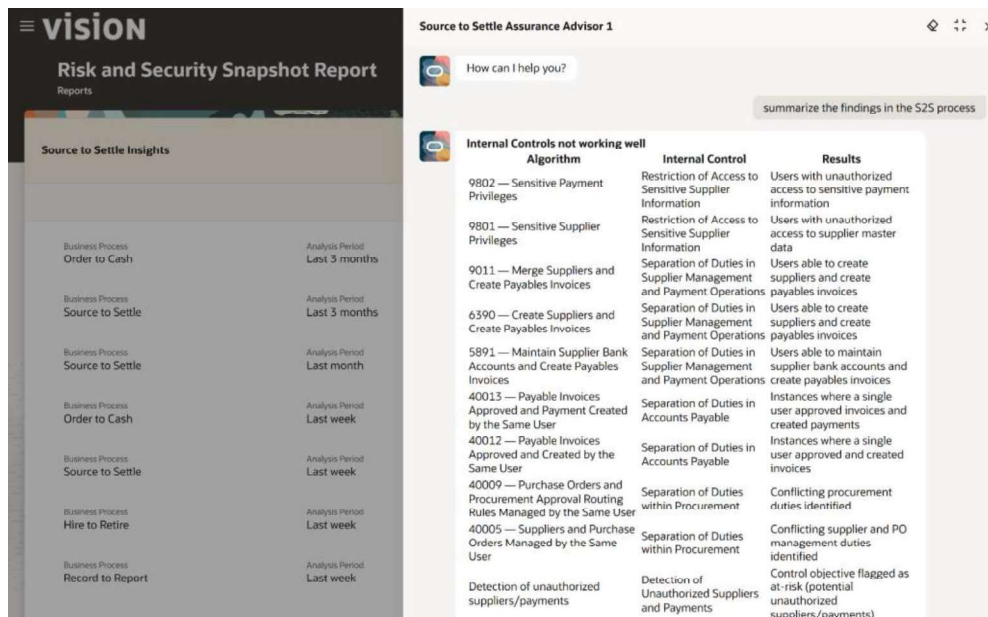 vision
Risk and Security Snapshot Report
Reports
Source to Settle Insights
Business Process
Analysis Period
Order to Cash
Last 3 months
Business Process
Analysis Period
Source to Settle
Last 3 months
Business Process
Analysis Period
Source to Settle
Last month
Business Process
Analysis Period
Order to Cash
Last week
Business Process
Analysis Period
Source to Settle
Last week
Business Process
Analysis Period
Hire to Retire
Last week
Business Process
Analysis Period
Record to Report
Last week
Source to Settle Assurance Advisor 1
How can I help you?
summarize the findings in the S2S process
Internal Controls not working well
Algorithm
Internal Control
Results
9802 — Sensitive Payment
Privileges
Restriction of Access to
Sensitive Supplier
Information
Users with unauthorized
access to sensitive payment
information
9801 — Sensitive Supplier
Privileges
Restriction of Access to
Sensitive Supplier
Information
Users with unauthorized
access to supplier master
data
9011 — Merge Suppliers and
Create Payables Invoices
Separation of Duties in
Supplier Management
and Payment Operations
Users able to create
suppliers and create
payables invoices
6390 — Create Suppliers and
Create Payables Invoices
Separation of Duties in
Supplier Management
and Payment Operations
Users able to create
suppliers and create
payables invoices
5891 — Maintain Supplier Bank
Accounts and Create Payables
Invoices
Separation of Duties in
Supplier Management
and Payment Operations
Users able to maintain
supplier bank accounts and
create payables invoices
40013 — Payable Invoices
Approved and Payment Created
by the Same User
Separation of Duties in
Accounts Payable
Instances where a single
user approved invoices and
created payments
40012 — Payable Invoices
Approved and Created by the
Same User
Separation of Duties in
Accounts Payable
Instances where a single
user approved and created
invoices
40009 — Purchase Orders and
Procurement Approval Routing
Rules Managed by the Same User
Separation of Duties
within Procurement
Conflicting procurement
duties identified
40005 — Suppliers and Purchase
Orders Managed by the Same
User
Separation of Duties
within Procurement
Conflicting supplier and PO
management duties
identified
Detection of unauthorized
suppliers/payments
Detection of
Unauthorized Suppliers
and Payments
Control objective flagged as
at-risk (potential
unauthorized
suppliers/payments)